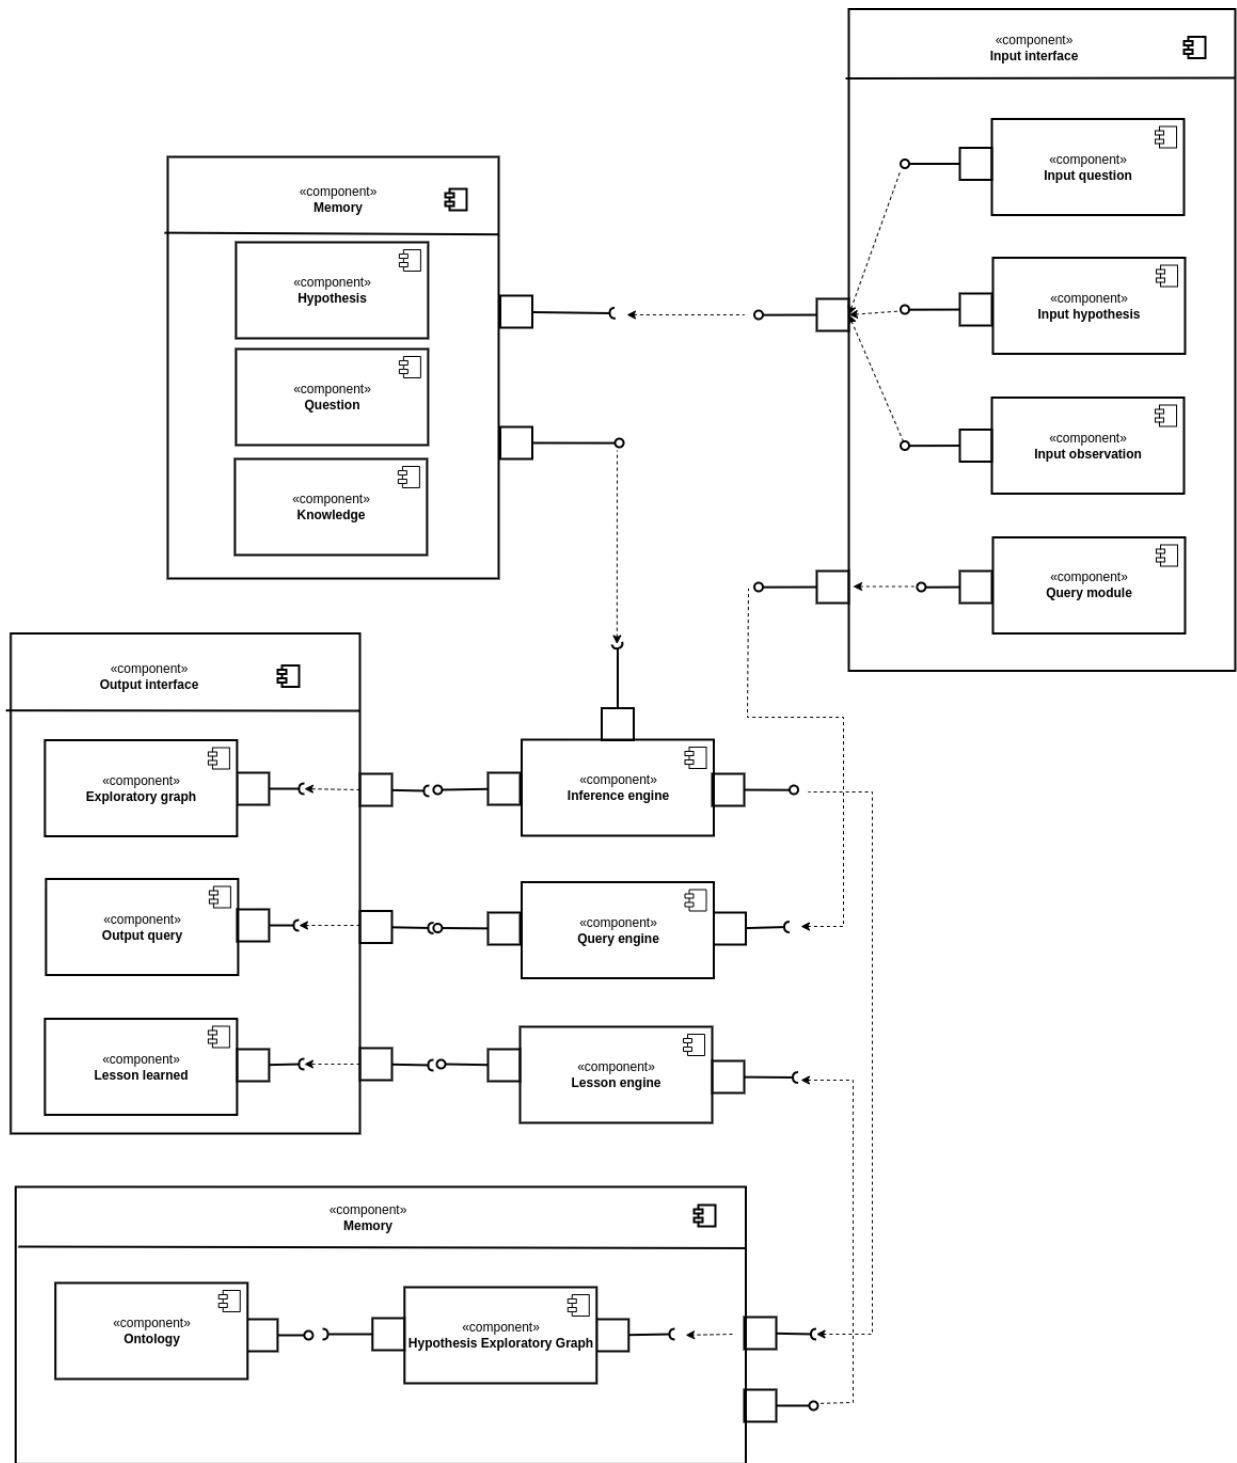 «component»
Input interface
«component»
Input question
«component»
Input hypothesis
«component»
Input observation
«component»
Query module
«component»
Memory
«component»
Hypothesis
«component»
Question
«component»
Knowledge
«component»
Output interface
«component»
Exploratory graph
«component»
Output query
«component»
Lesson learned
«component»
Inference engine
«component»
Query engine
«component»
Lesson engine
«component»
Memory
«component»
Ontology
«component»
Hypothesis Exploratory Graph